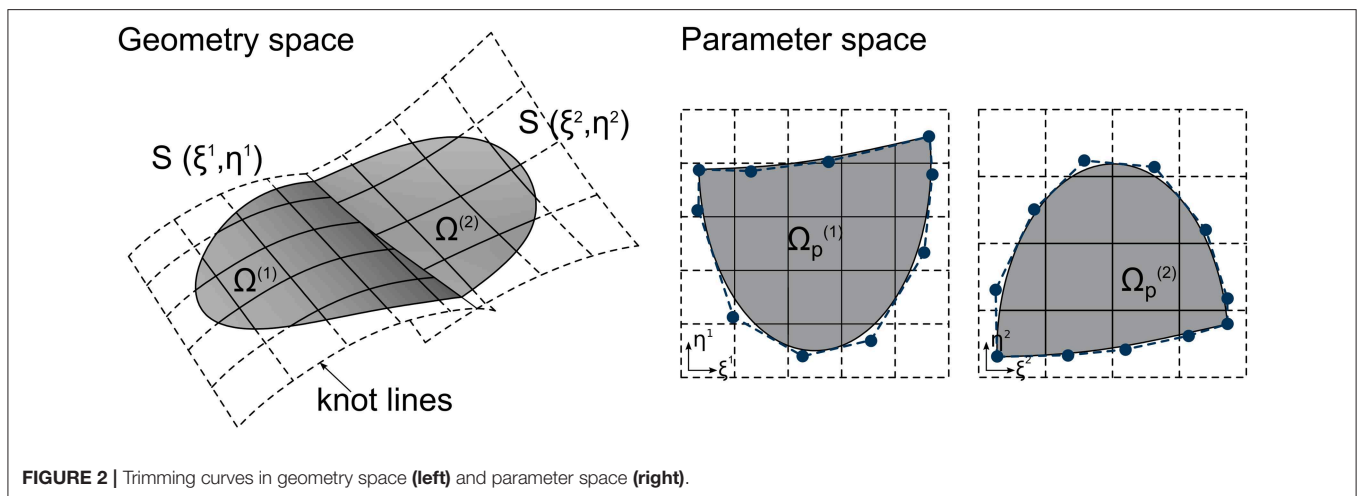 Geometry space
Parameter space
S (ξ¹,η¹)
S (ξ²,η²)
Ω⁽¹⁾
Ω⁽²⁾
knot lines
Ωₚ⁽¹⁾
η¹
ξ¹
Ωₚ⁽²⁾
η²
ξ²
FIGURE 2 | Trimming curves in geometry space (left) and parameter space (right).